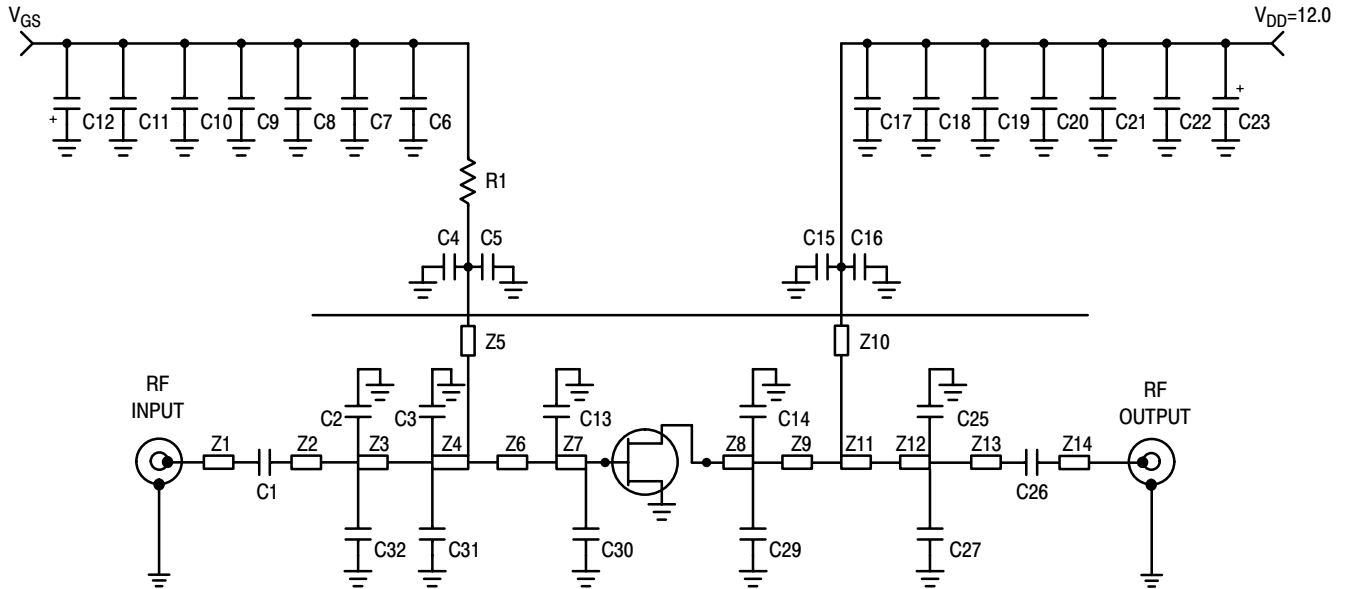 VGS
VDD=12.0
+ C12 C11 C10 C9 C8 C7 C6
C17 C18 C19 C20 C21 C22 + C23
R1
C4 C5
C15 C16
Z5
Z10
RF
INPUT
RF
OUTPUT
C2 C3 C13 C14 C25
Z1 Z2 Z3 Z4 Z6 Z7 Z8 Z9 Z11 Z12 Z13 Z14
C1
C26
C32 C31 C30 C29 C27